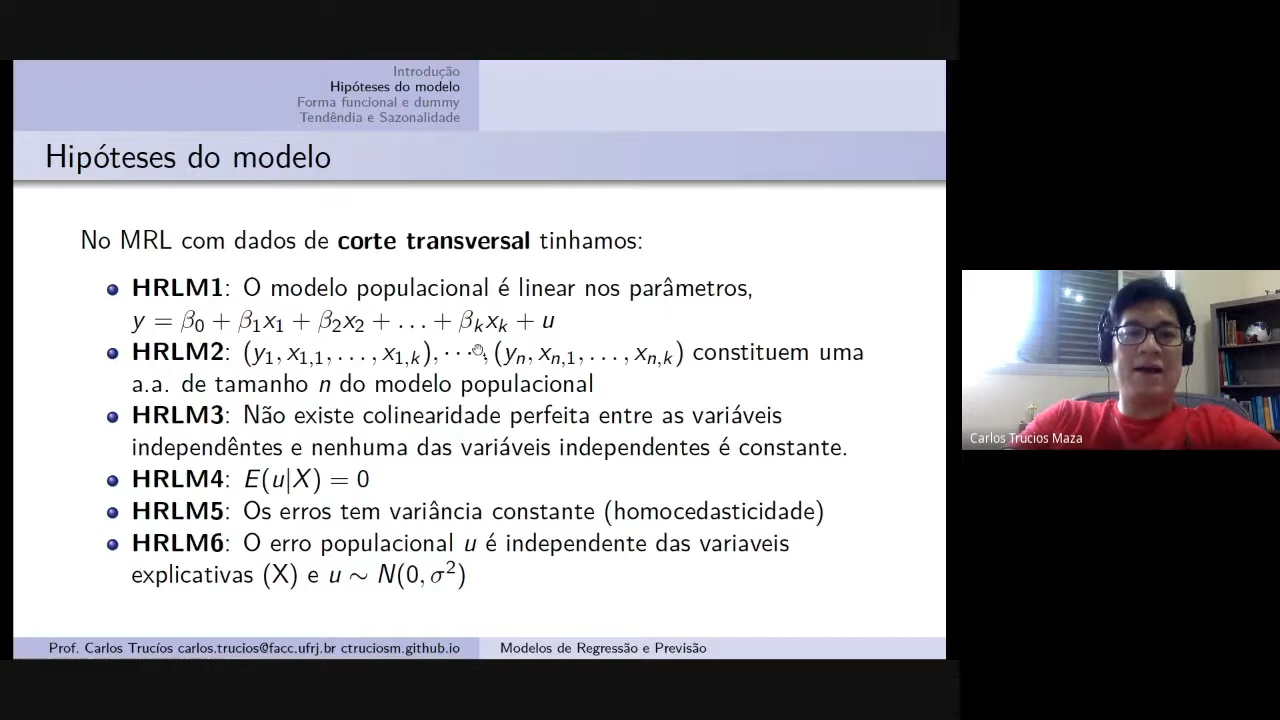 Introdução
Hipóteses do modelo
Forma funcional e dummy
Tendêndia e Sazonalidade
Hipóteses do modelo
No MRL com dados de corte transversal tinhamos:
HRLM1: O modelo populacional é linear nos parâmetros,
y = β₀ + β₁x₁ + β₂x₂ + … + βₖxₖ + u
HRLM2: (y₁, x₁,₁, …, x₁,ₖ), ⋯, (yₙ, xₙ,₁, …, xₙ,ₖ) constituem uma
a.a. de tamanho n do modelo populacional
HRLM3: Não existe colinearidade perfeita entre as variáveis
independêntes e nenhuma das variáveis independentes é constante.
HRLM4: E(u|X) = 0
HRLM5: Os erros tem variância constante (homocedasticidade)
HRLM6: O erro populacional u é independente das variaveis
explicativas (X) e u ∼ N(0, σ²)
Prof. Carlos Trucíos carlos.trucios@facc.ufrj.br ctruciosm.github.io
Modelos de Regressão e Previsão
Carlos Trucios Maza